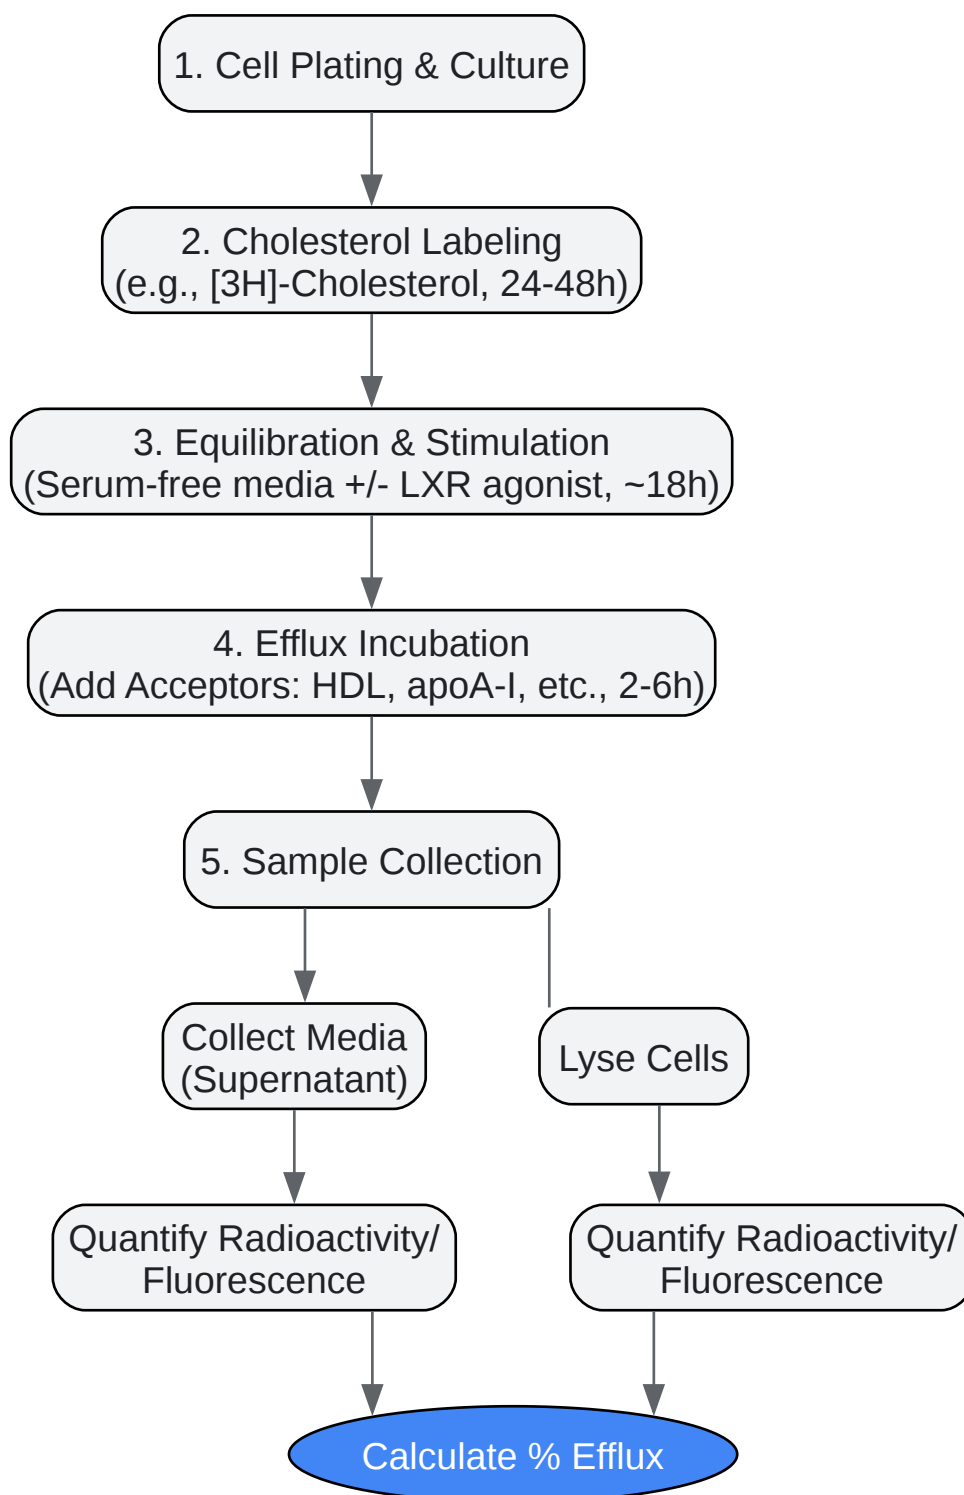 1. Cell Plating & Culture
2. Cholesterol Labeling
(e.g., [3H]-Cholesterol, 24-48h)
3. Equilibration & Stimulation
(Serum-free media +/- LXR agonist, ~18h)
4. Efflux Incubation
(Add Acceptors: HDL, apoA-I, etc., 2-6h)
5. Sample Collection
Collect Media
(Supernatant)
Lyse Cells
Quantify Radioactivity/
Fluorescence
Quantify Radioactivity/
Fluorescence
Calculate % Efflux